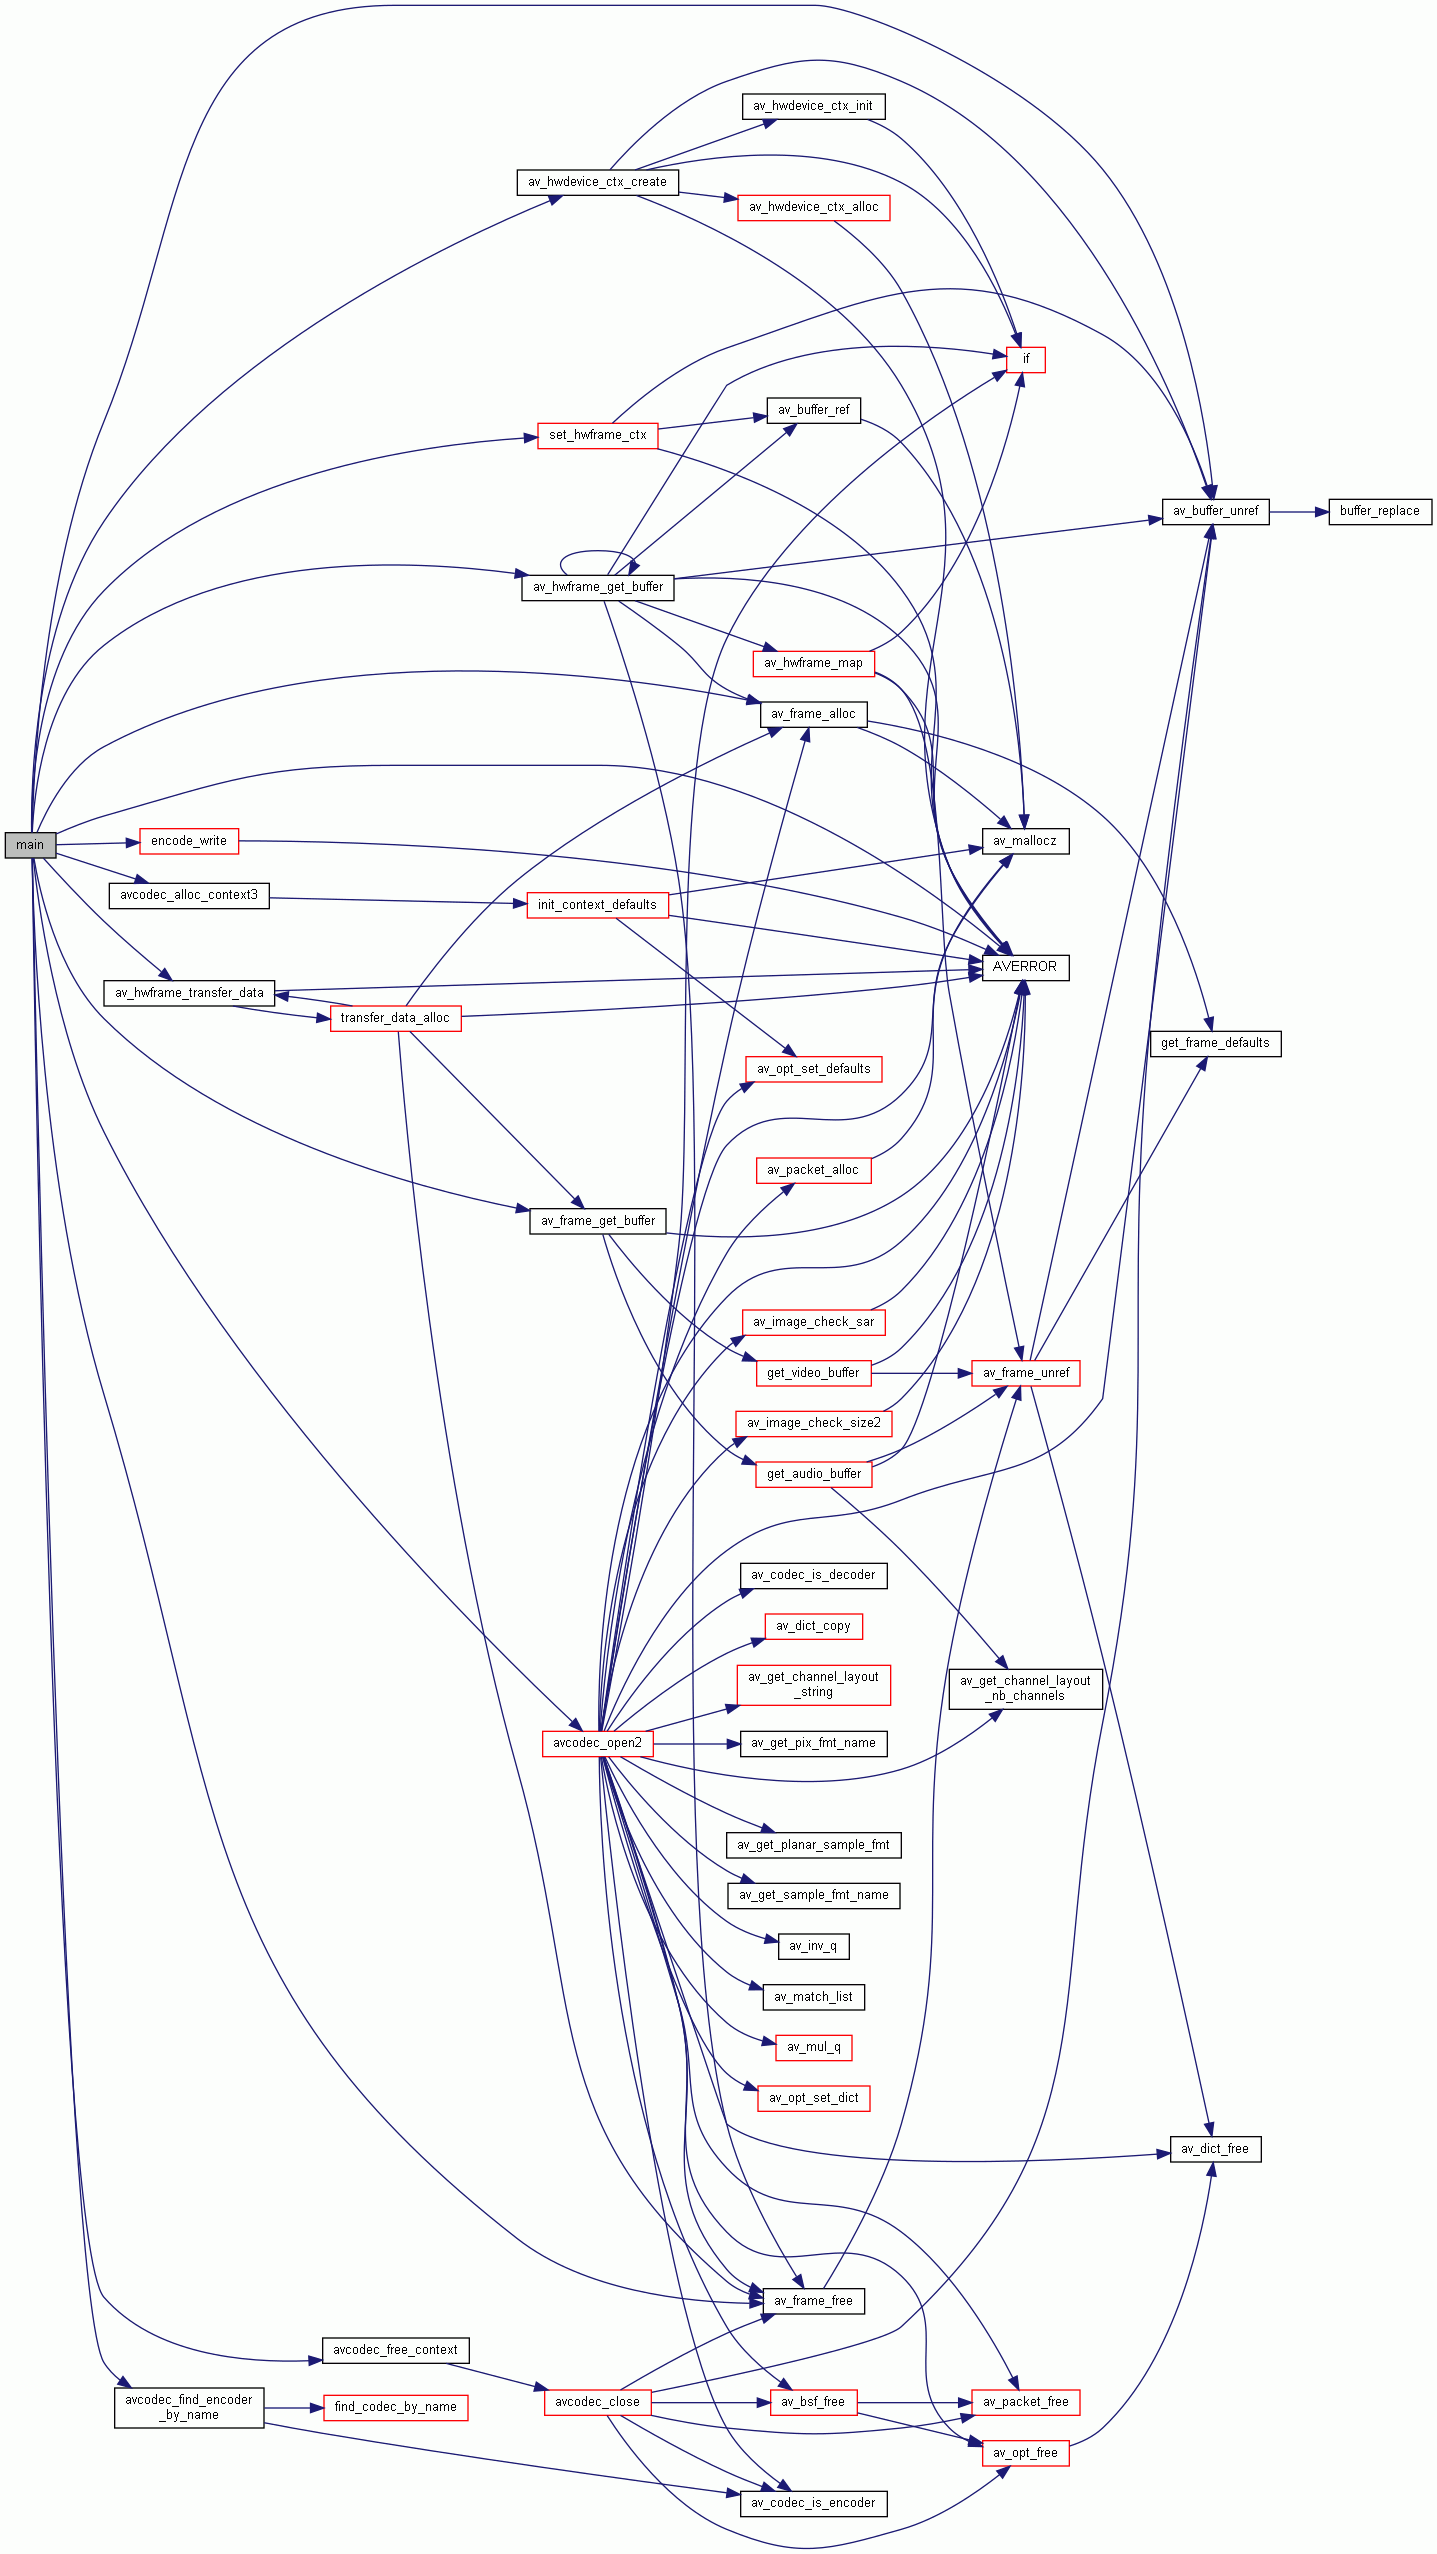 av_hwdevice_ctx_init
av_hwdevice_ctx_create
av_hwdevice_ctx_alloc
if
av_buffer_ref
set_hwframe_ctx
av_buffer_unref
buffer_replace
av_hwframe_get_buffer
av_hwframe_map
av_frame_alloc
main
encode_write
av_mallocz
avcodec_alloc_context3
init_context_defaults
AVERROR
av_hwframe_transfer_data
transfer_data_alloc
get_frame_defaults
av_opt_set_defaults
av_packet_alloc
av_frame_get_buffer
av_image_check_sar
get_video_buffer
av_frame_unref
av_image_check_size2
get_audio_buffer
av_codec_is_decoder
av_dict_copy
av_get_channel_layout
_string
av_get_channel_layout
_nb_channels
avcodec_open2
av_get_pix_fmt_name
av_get_planar_sample_fmt
av_get_sample_fmt_name
av_inv_q
av_match_list
av_mul_q
av_opt_set_dict
av_dict_free
av_frame_free
avcodec_free_context
avcodec_find_encoder
_by_name
find_codec_by_name
avcodec_close
av_bsf_free
av_packet_free
av_opt_free
av_codec_is_encoder